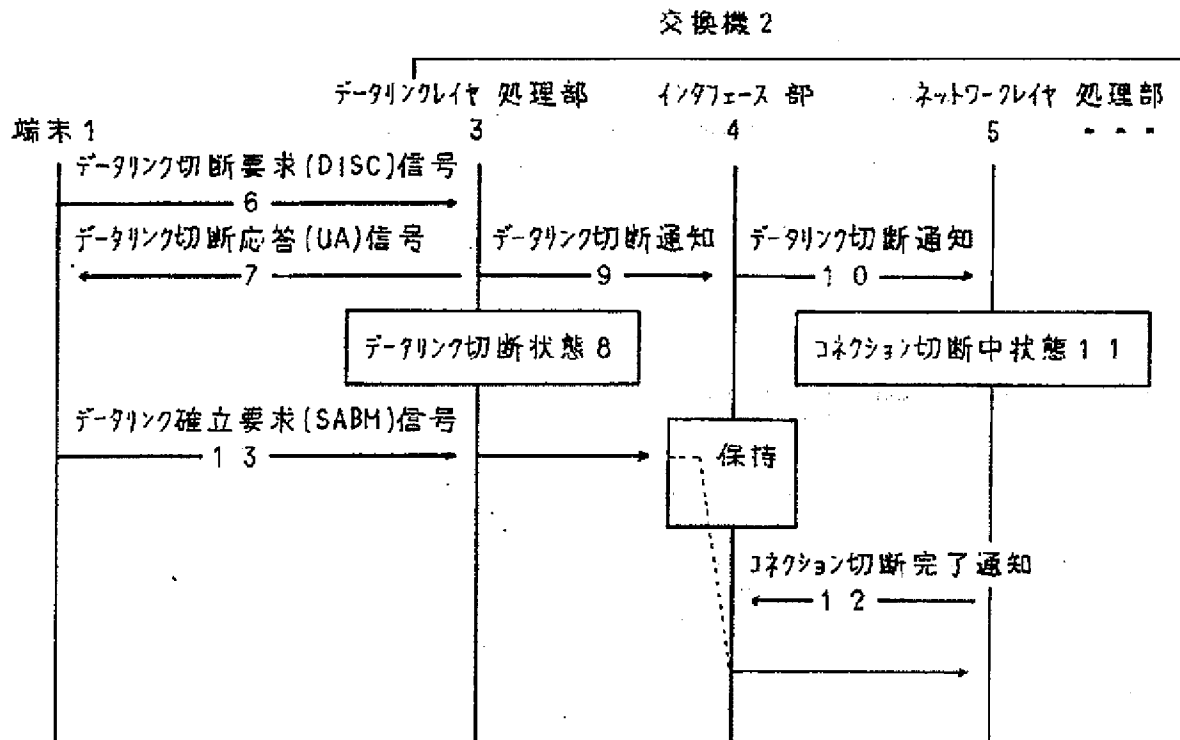 交換機2
データリンクレイヤ 処理部 インタフェース 部 ネットワークレイヤ 処理部
端末1 3 4 5 - - -
データリンク切断要求(DISC)信号
6
データリンク切断応答(UA)信号 データリンク切断通知 データリンク切断通知
7 9 10
データリンク切断状態8 コネクション切断中状態11
データリンク確立要求(SABM)信号
13 保持
コネクション切断完了通知
12